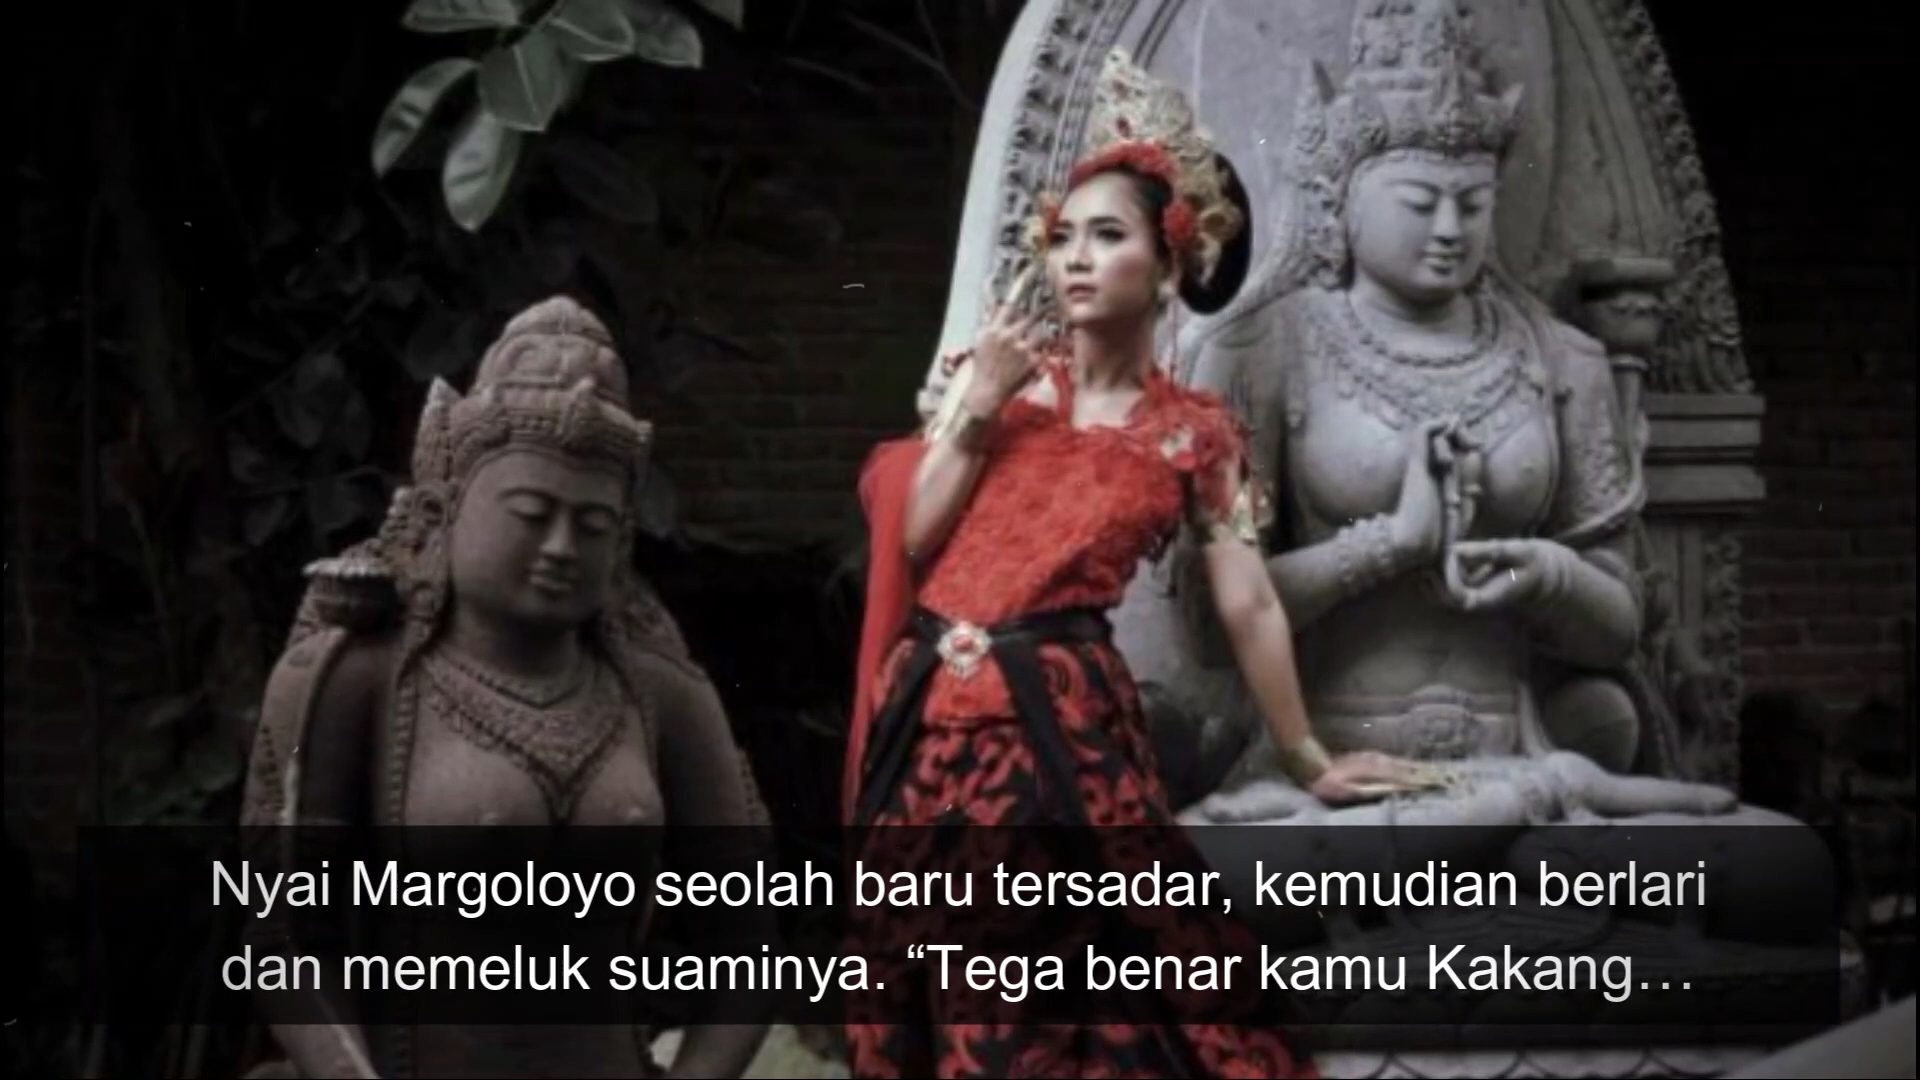 Nyai Margoloyo seolah baru tersadar, kemudian berlari
dan memeluk suaminya. “Tega benar kamu Kakang…